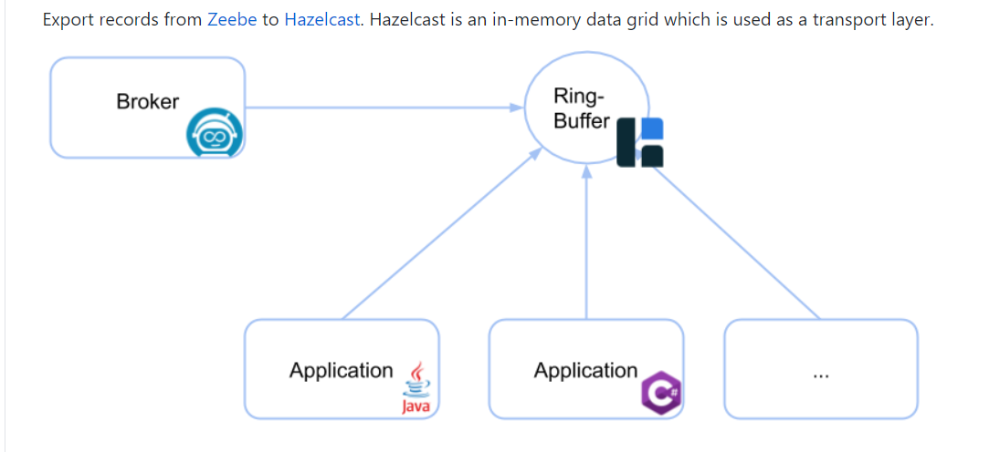 Export records from Zeebe to Hazelcast. Hazelcast is an in-memory data grid which is used as a transport layer.
Broker
Ring-
Buffer
Application
Java
Application
C#
...